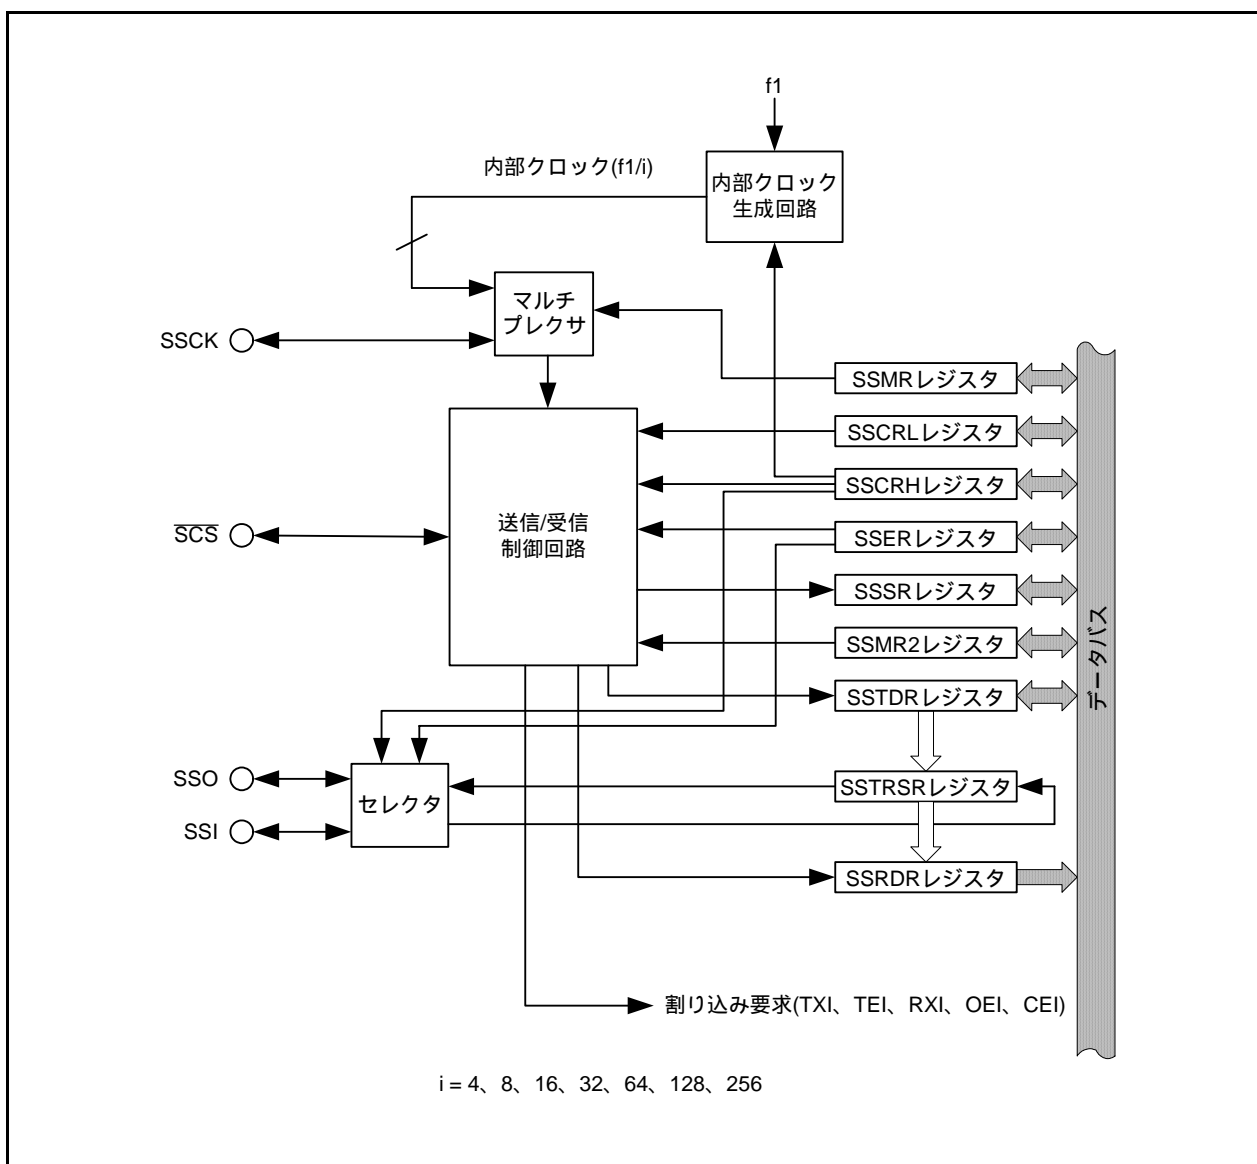 f1
内部クロック(f1/i)
内部クロック
生成回路
マルチ
プレクサ
SSCK
SSMRレジスタ
SSCRLレジスタ
SSCRHレジスタ
送信/受信
制御回路
SCS
SSERレジスタ
SSSRレジスタ
SSMR2レジスタ
データバス
SSTDRレジスタ
SSO
セレクタ
SSTRSRレジスタ
SSI
SSRDRレジスタ
割り込み要求(TXI、TEI、RXI、OEI、CEI)
i = 4、8、16、32、64、128、256